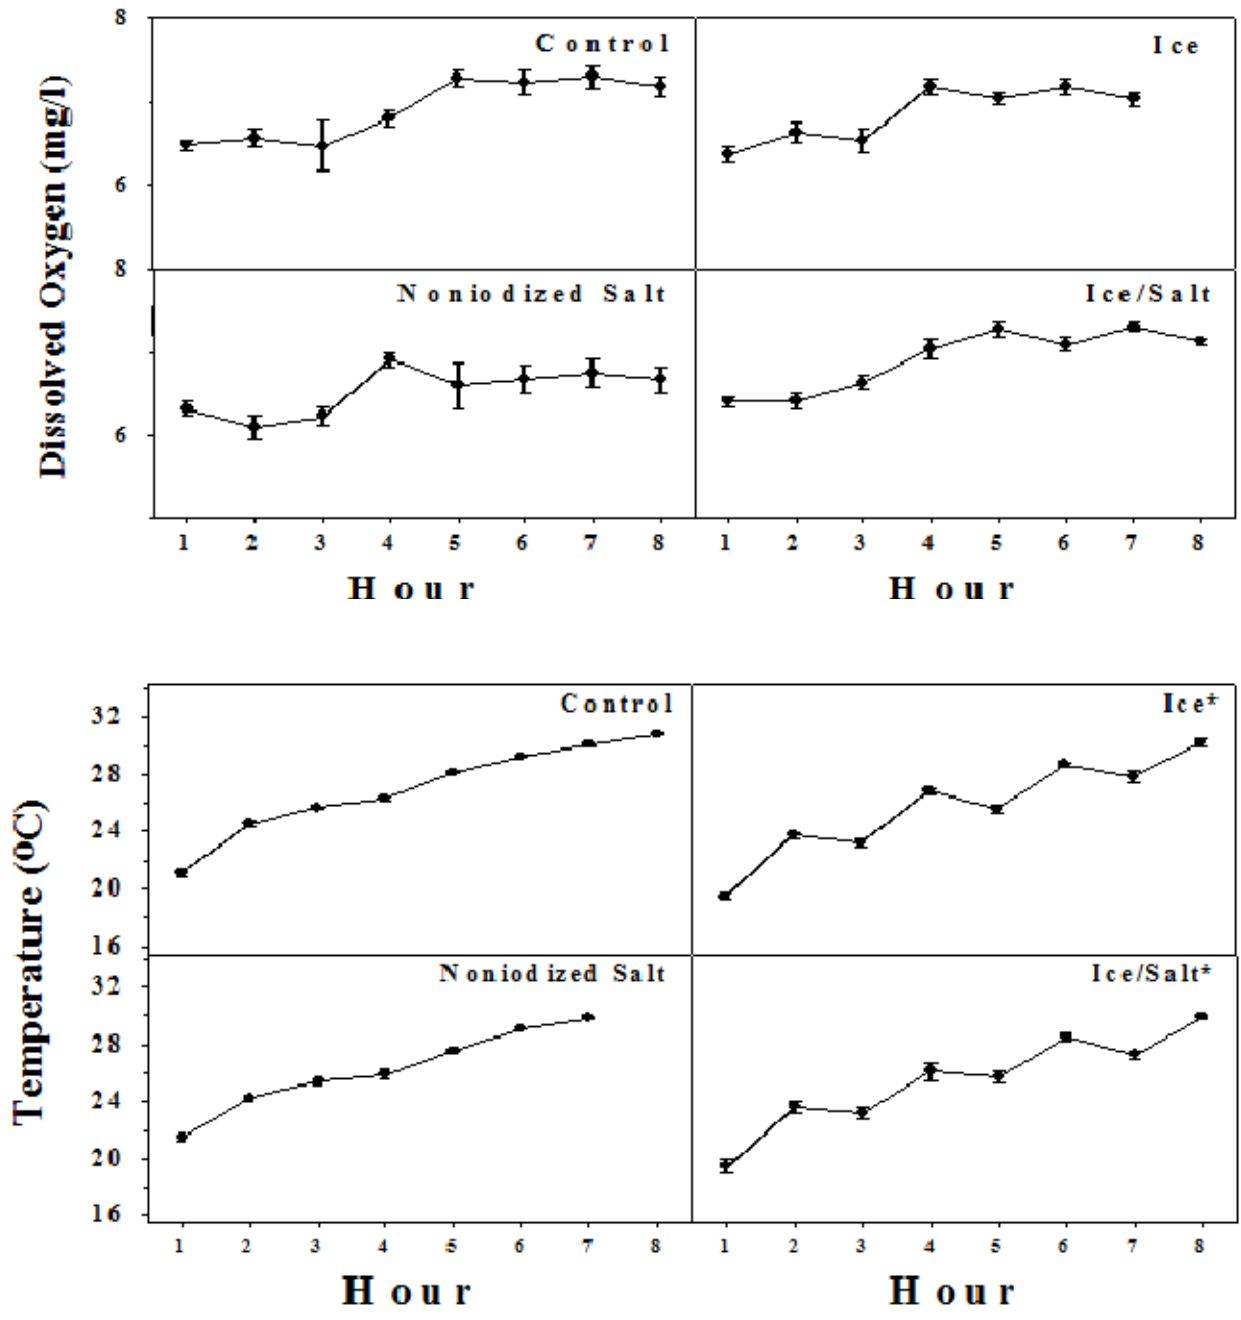 Dissolved Oxygen (mg/l)
8
6
8
6
Control
Ice
Noniodized Salt
Ice/Salt
1 2 3 4 5 6 7 8
1 2 3 4 5 6 7 8
Hour
Hour
Temperature (OC)
32
28
24
20
16
32
28
24
20
16
Control
Ice*
Noniodized Salt
Ice/Salt*
1 2 3 4 5 6 7 8
1 2 3 4 5 6 7 8
Hour
Hour